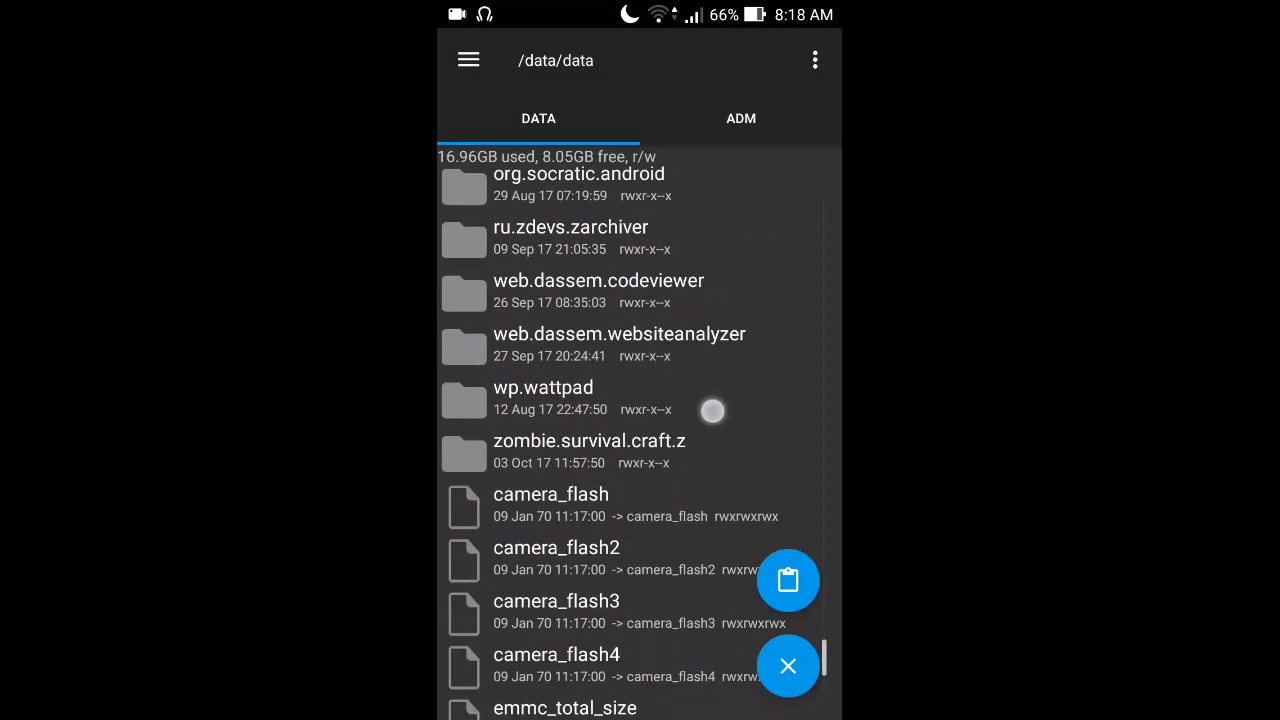 66% 8:18 AM
/data/data
DATA ADM
16.96GB used, 8.05GB free, r/w
org.socratic.android
29 Aug 17 07:19:59 rwxr-x--x
ru.zdevs.zarchiver
09 Sep 17 21:05:35 rwxr-x--x
web.dassem.codeviewer
26 Sep 17 08:35:03 rwxr-x--x
web.dassem.websiteanalyzer
27 Sep 17 20:24:41 rwxr-x--x
wp.wattpad
12 Aug 17 22:47:50 rwxr-x--x
zombie.survival.craft.z
03 Oct 17 11:57:50 rwxr-x--x
camera_flash
09 Jan 70 11:17:00 -> camera_flash rwxrwxrwx
camera_flash2
09 Jan 70 11:17:00 -> camera_flash2 rwxrw
camera_flash3
09 Jan 70 11:17:00 -> camera_flash3 rwxrwxrwx
camera_flash4
09 Jan 70 11:17:00 -> camera_flash4 rwxrw
emmc_total_size